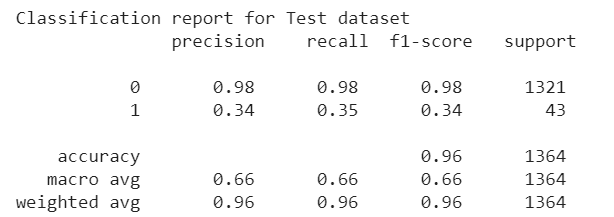 Classification report for Test dataset
precision recall f1-score support
0 0.98 0.98 0.98 1321
1 0.34 0.35 0.34 43
accuracy 0.96 1364
macro avg 0.66 0.66 0.66 1364
weighted avg 0.96 0.96 0.96 1364